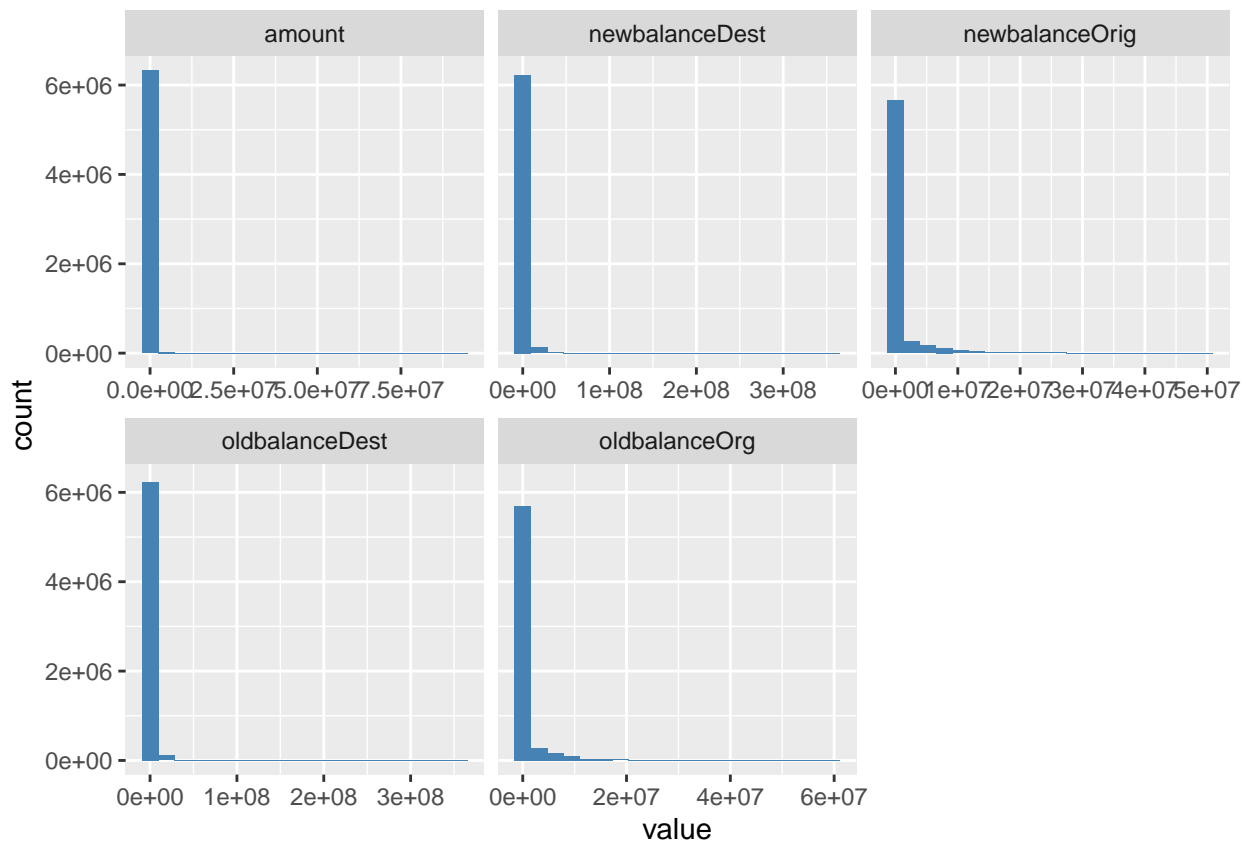 amount newbalanceDest newbalanceOrig
6e+06
4e+06
2e+06
0e+00
0.0e+00 2.5e+07 5.0e+07 7.5e+07 0e+00 1e+08 2e+08 3e+08 0e+00 1e+07 2e+07 3e+07 4e+07 5e+07
count
oldbalanceDest oldbalanceOrg
6e+06
4e+06
2e+06
0e+00
0e+00 1e+08 2e+08 3e+08 0e+00 2e+07 4e+07 6e+07
value